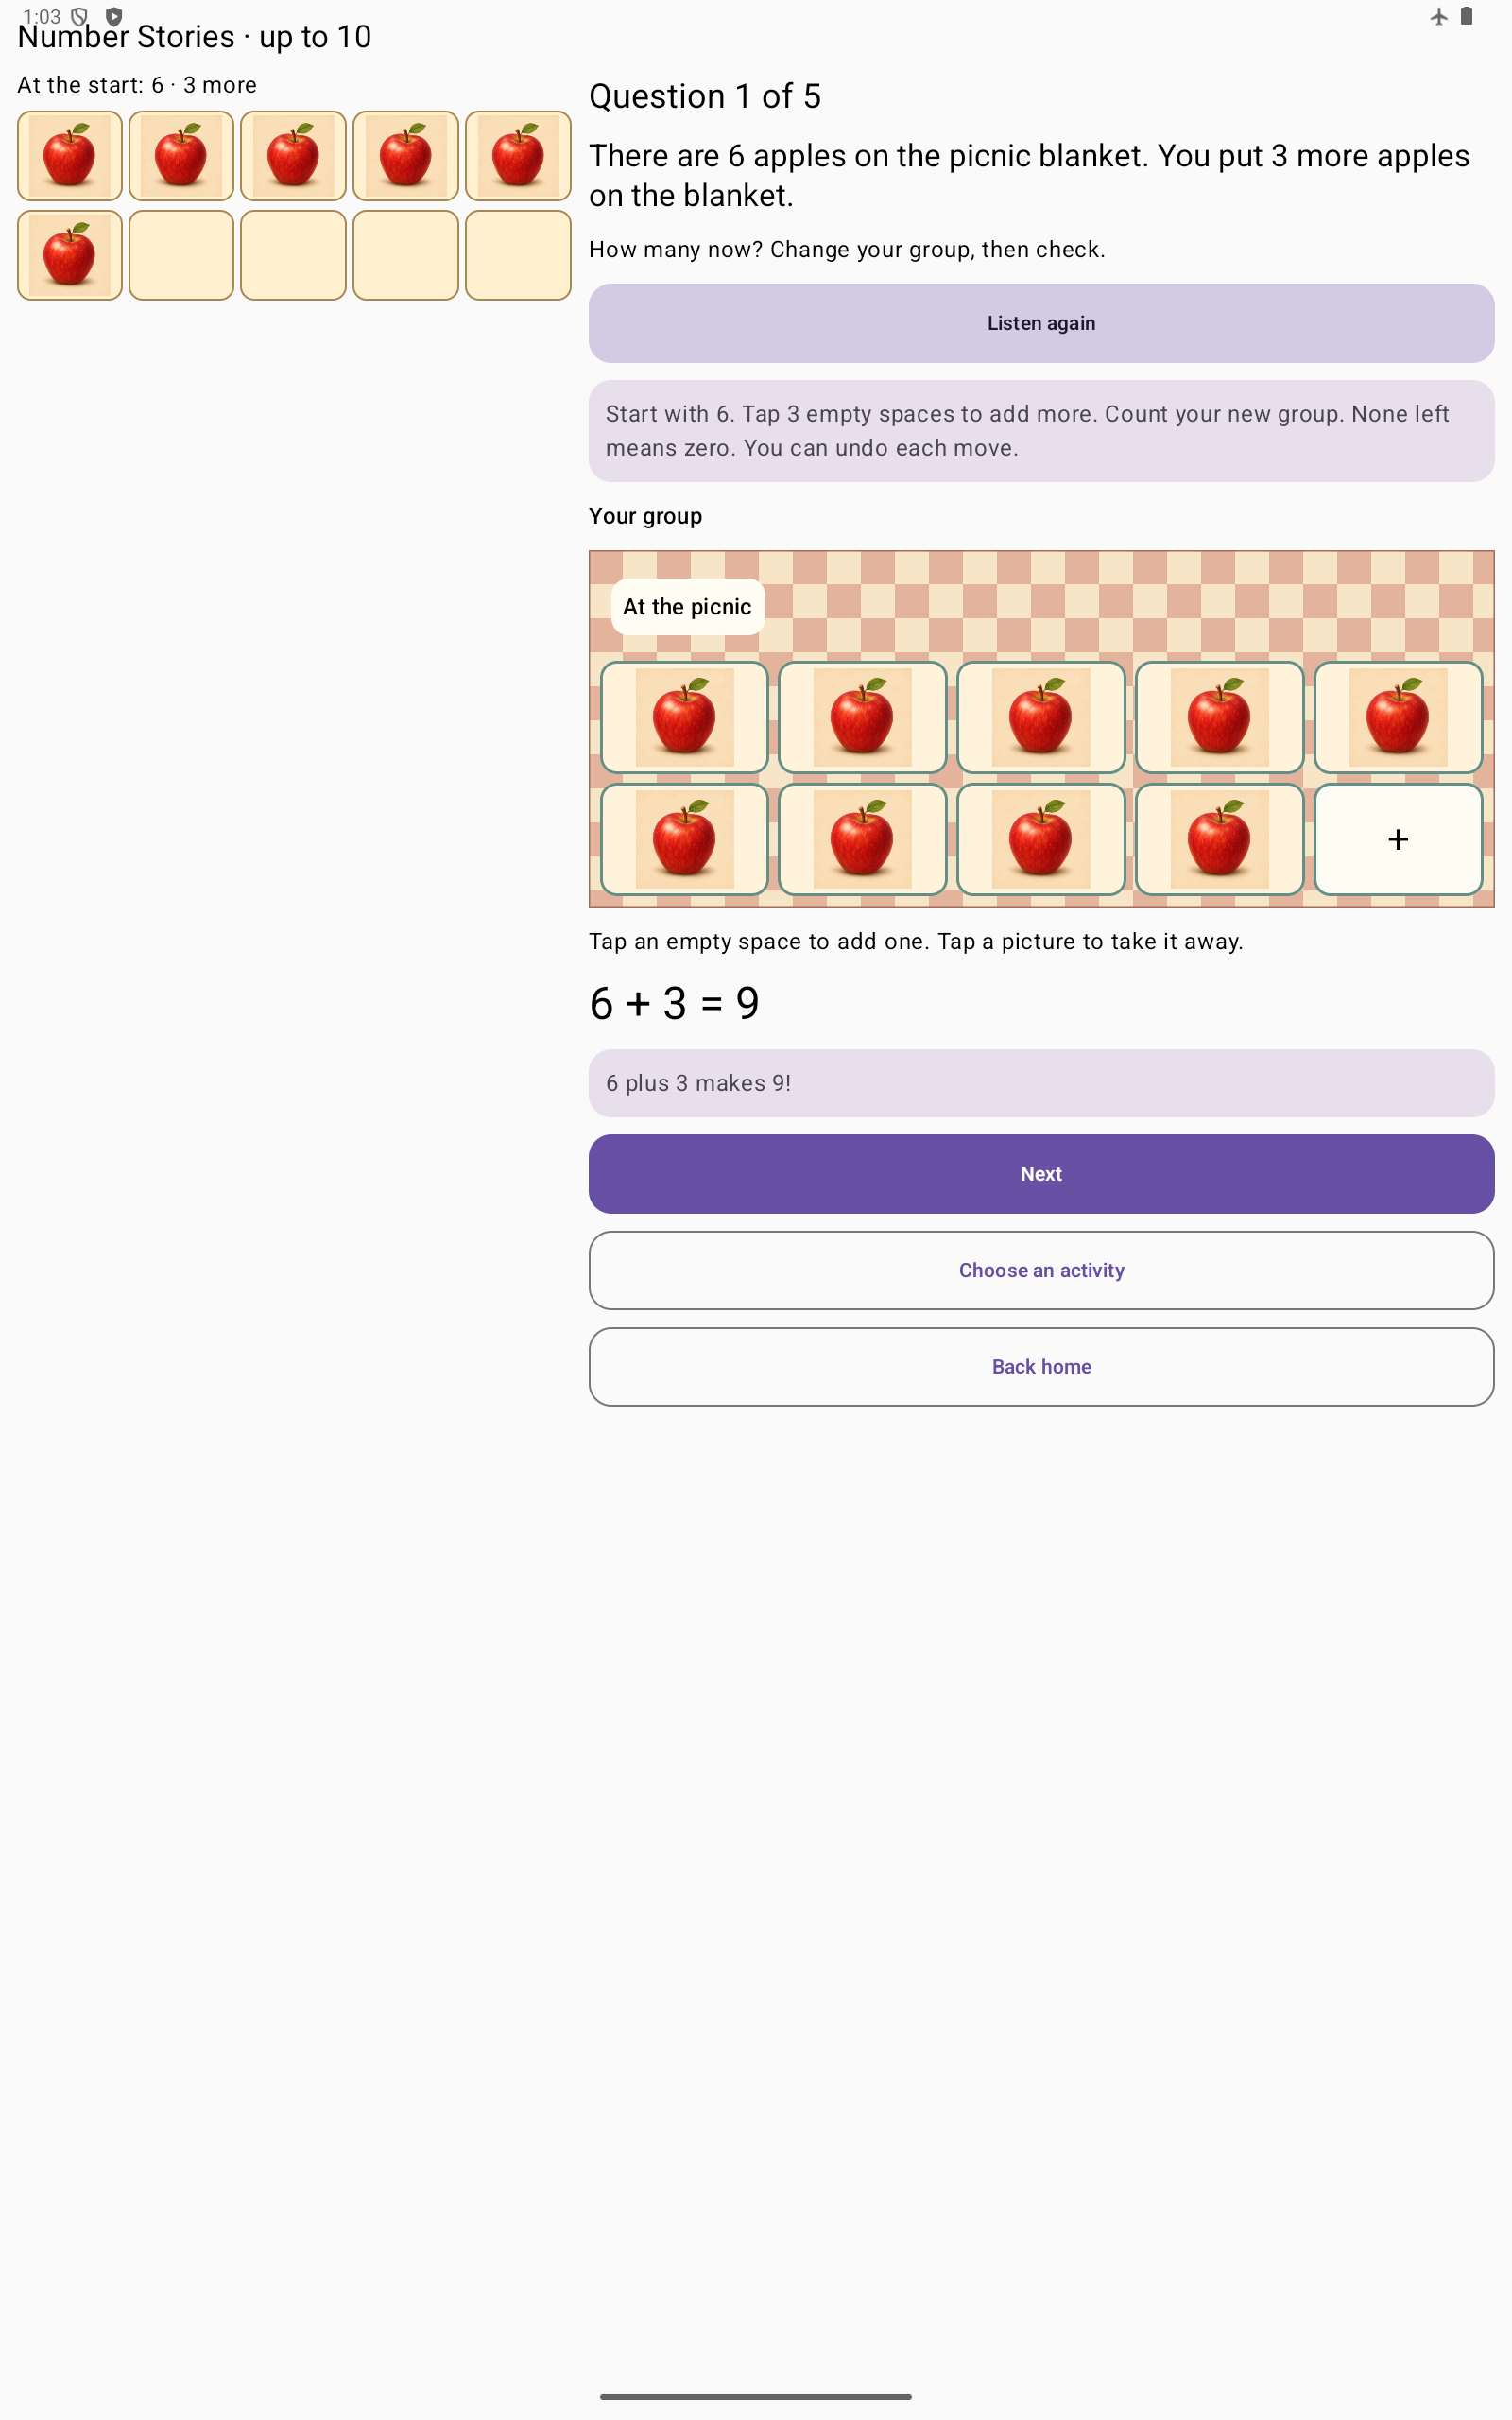 1:03
Number Stories · up to 10
At the start: 6 · 3 more
Question 1 of 5
There are 6 apples on the picnic blanket. You put 3 more apples
on the blanket.
How many now? Change your group, then check.
Listen again
Start with 6. Tap 3 empty spaces to add more. Count your new group. None left
means zero. You can undo each move.
Your group
At the picnic
+
Tap an empty space to add one. Tap a picture to take it away.
6 + 3 = 9
6 plus 3 makes 9!
Next
Choose an activity
Back home